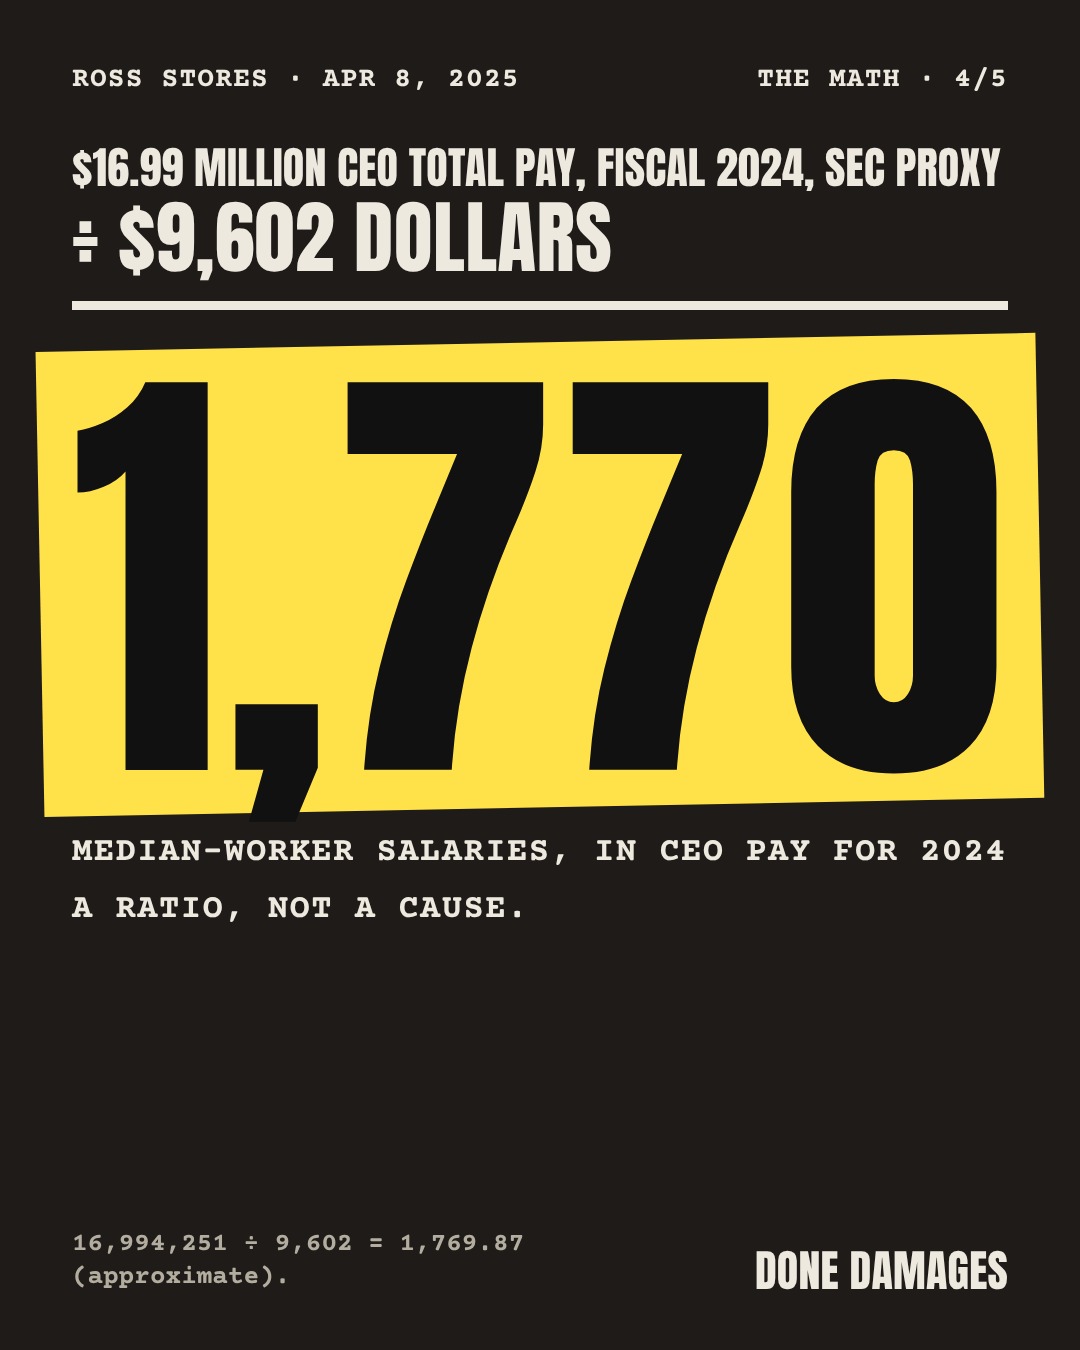 ROSS STORES · APR 8, 2025
THE MATH · 4/5
$16.99 MILLION CEO TOTAL PAY, FISCAL 2024, SEC PROXY
÷ $9,602 DOLLARS
1,770
MEDIAN-WORKER SALARIES, IN CEO PAY FOR 2024
A RATIO, NOT A CAUSE.
16,994,251 ÷ 9,602 = 1,769.87
(approximate).
DONE DAMAGES